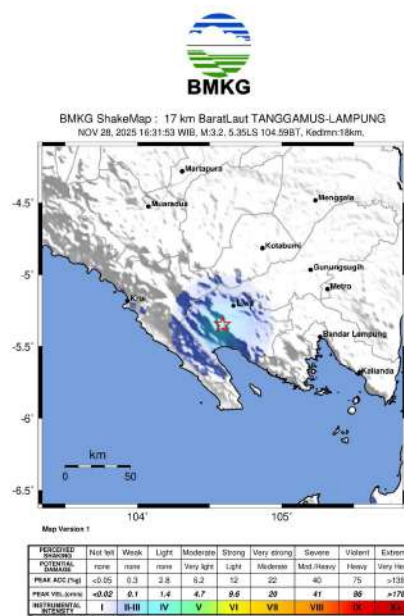 BMKG
BMKG ShakeMap : 17 km BaratLaut TANGGAMUS-LAMPUNG
NOV 28, 2025 16:31:53 WIB, M:3.2, 5.35LS 104.59BT, Kedlmn:18km,
Martapura
-4.5
Muaradua
Menggala
Kotabumi
-5
Gunungsugih
Liwa
Metro
Krui
-5.5
Bandar Lampung
Kalianda
-6
km
0 50
-6.5
104 105
Map Version 1
PERCEIVED SHAKING Not felt Weak Light Moderate Strong Very strong Severe Violent Extrem
POTENTIAL DAMAGE none none none Very light Light Moderate Mod./Heavy Heavy Very He
PEAK ACC.(%g) <0.05 0.3 2.8 6.2 12 22 40 75 >139
PEAK VEL.(cm/s) <0.02 0.1 1.4 4.7 9.6 20 41 86 >178
INSTRUMENTAL INTENSITY I II-III IV V VI VII VIII IX